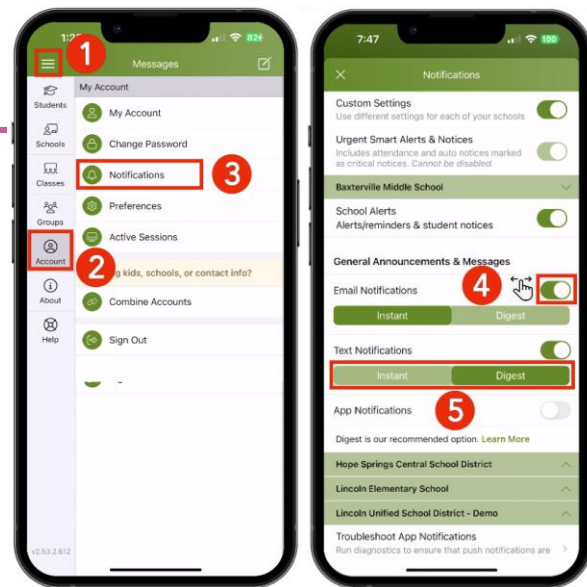 1:2
82
1
Messages
My Account
Students
My Account
Schools
Change Password
Classes
Notifications
3
Groups
Preferences
Account
Active Sessions
2
g kids, schools, or contact info?
About
Combine Accounts
Help
Sign Out
v2.53.2.612
7:47
100
Notifications
Custom Settings
Use different settings for each of your schools
Urgent Smart Alerts & Notices
Includes attendance and auto notices marked
as critical notices. Cannot be disabled.
Baxterville Middle School
School Alerts
Alerts/reminders & student notices
General Announcements & Messages
Email Notifications
4
Instant Digest
Text Notifications
Instant Digest
App Notifications
5
Digest is our recommended option. Learn More
Hope Springs Central School District
Lincoln Elementary School
Lincoln Unified School District - Demo
Troubleshoot App Notifications
Run diagnostics to ensure that push notifications are